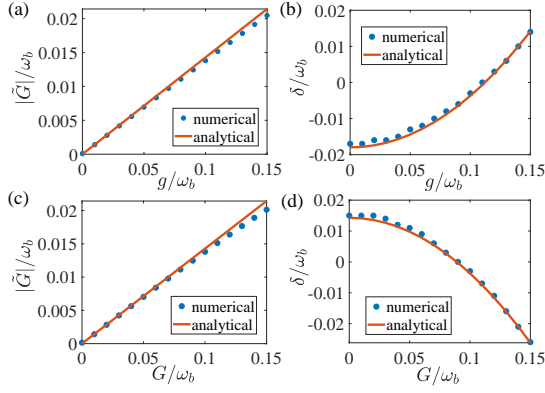 (a)
0.02
0.015
0.01
0.005
0
|G̃|/ω_b
numerical
analytical
0 0.05 0.1 0.15
g/ω_b
(b)
0.02
0.01
0
-0.01
-0.02
δ/ω_b
numerical
analytical
0 0.05 0.1 0.15
g/ω_b
(c)
0.02
0.015
0.01
0.005
0
|G̃|/ω_b
numerical
analytical
0 0.05 0.1 0.15
G/ω_b
(d)
0.02
0.01
0
-0.01
-0.02
δ/ω_b
numerical
analytical
0 0.05 0.1 0.15
G/ω_b